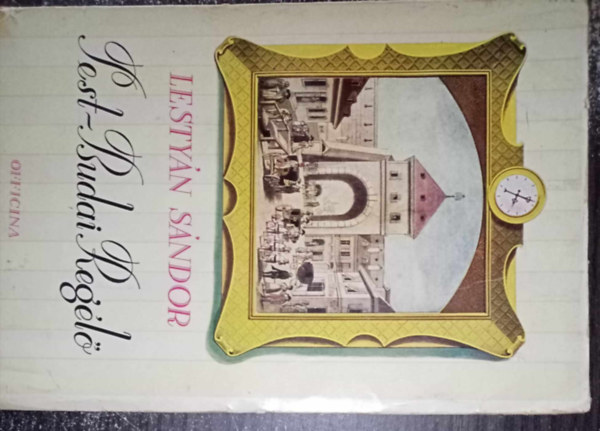 LESTYÁN SÁNDOR
Pest-Budai Regélő
OFFICINA